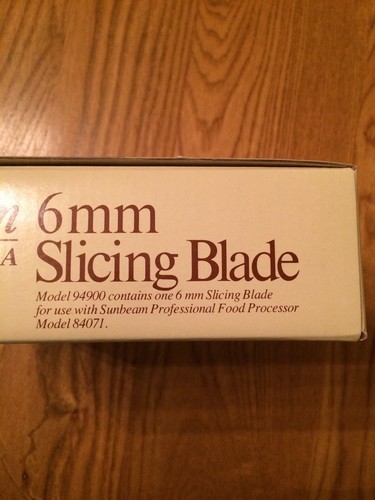 6mm
Slicing Blade
Model 94900 contains one 6 mm Slicing Blade
for use with Sunbeam Professional Food Processor
Model 84071.